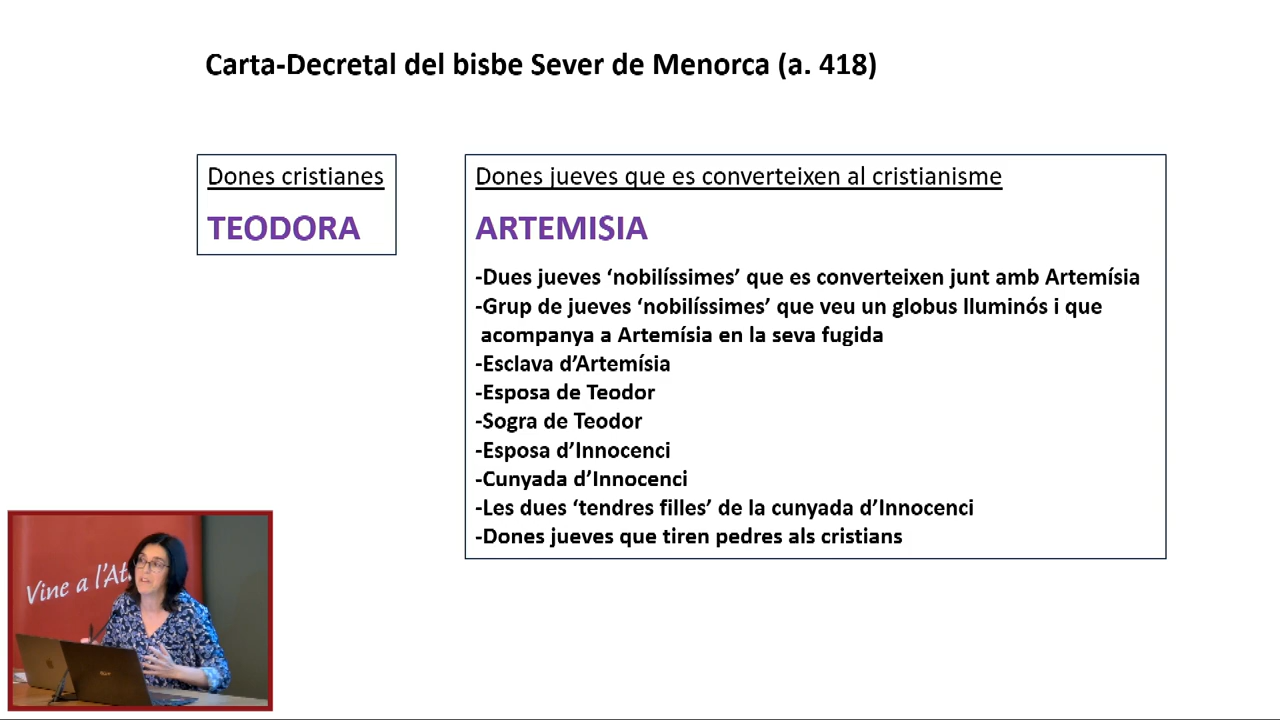 Carta-Decretal del bisbe Sever de Menorca (a. 418)
Dones cristianes
TEODORA
Dones jueves que es converteixen al cristianisme
ARTEMISIA
-Dues jueves ‘nobilíssimes’ que es converteixen junt amb Artemísia
-Grup de jueves ‘nobilíssimes’ que veu un globus lluminós i que
acompanya a Artemísia en la seva fugida
-Esclava d’Artemísia
-Esposa de Teodor
-Sogra de Teodor
-Esposa d’Innocenci
-Cunyada d’Innocenci
-Les dues ‘tendres filles’ de la cunyada d’Innocenci
-Dones jueves que tiren pedres als cristians
Vine a l’At